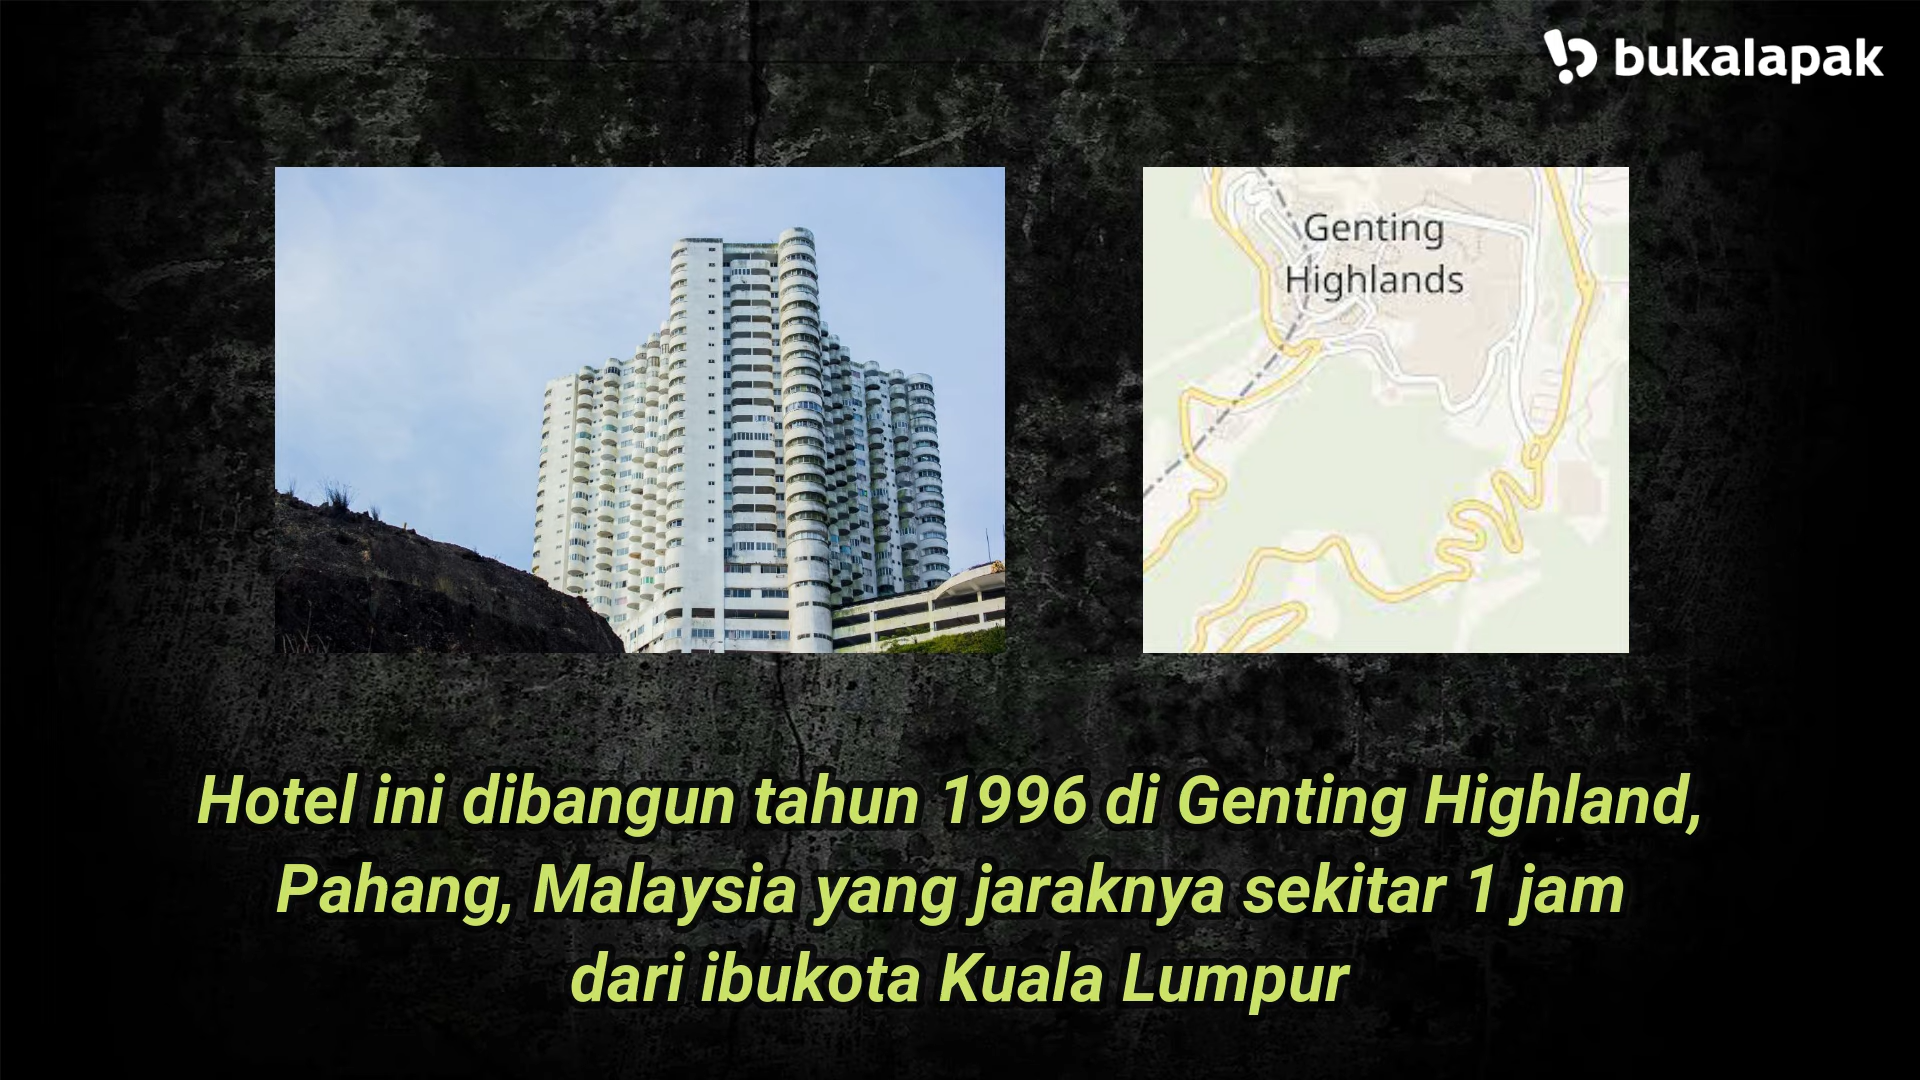 bukalapak
Genting
Highlands
Hotel ini dibangun tahun 1996 di Genting Highland,
Pahang, Malaysia yang jaraknya sekitar 1 jam
dari ibukota Kuala Lumpur